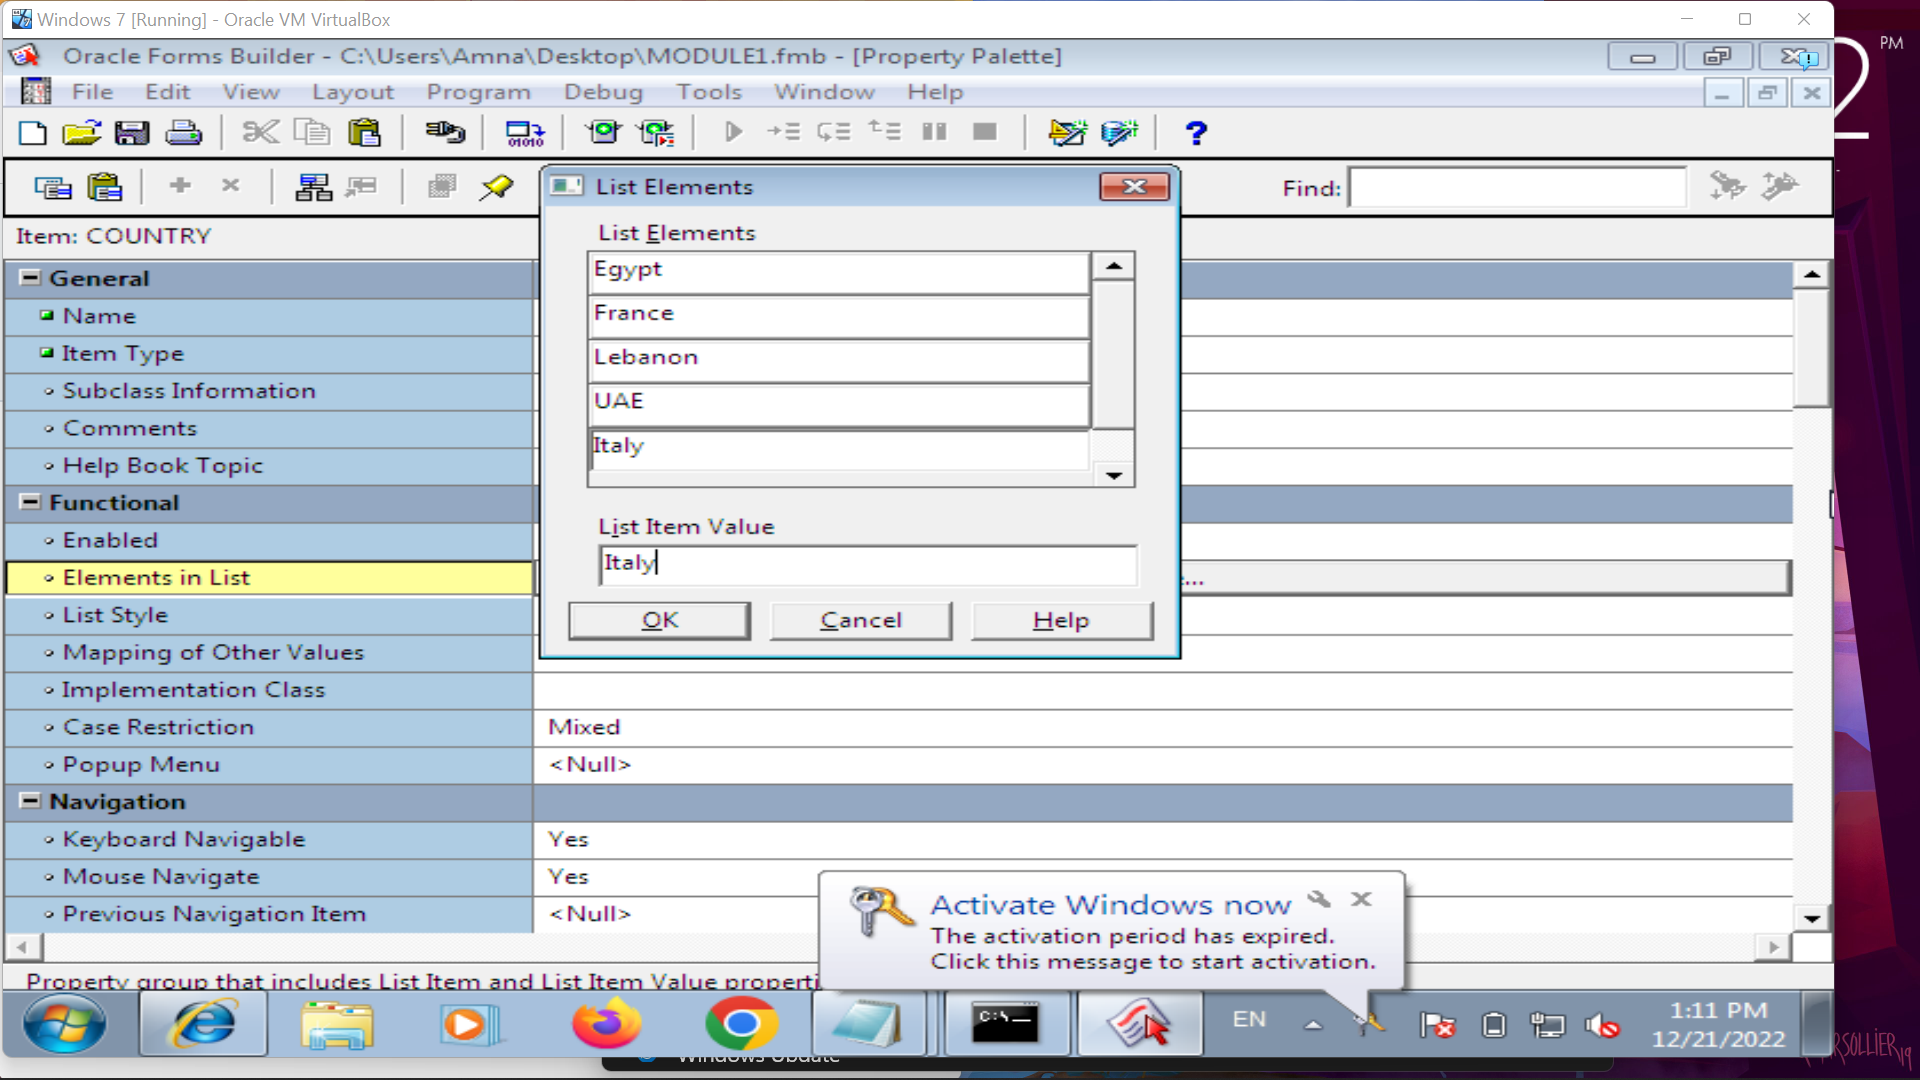 Windows 7 [Running] - Oracle VM VirtualBox
Oracle Forms Builder - C:\Users\Amna\Desktop\MODULE1.fmb - [Property Palette]
File Edit View Layout Program Debug Tools Window Help
PM
2
01010
List Elements
Find:
Item: COUNTRY
List Elements
General
Egypt
Name
France
Item Type
Lebanon
Subclass Information
UAE
Comments
Italy
Help Book Topic
Functional
List Item Value
Enabled
Italy
Elements in List
...
List Style
OK Cancel Help
Mapping of Other Values
Implementation Class
Case Restriction Mixed
Popup Menu <Null>
Navigation
Keyboard Navigable Yes
Mouse Navigate Yes
Previous Navigation Item <Null>
Activate Windows now
The activation period has expired.
Click this message to start activation.
Property group that includes List Item and List Item Value
C:\
EN
1:11 PM
12/21/2022
Windows Update